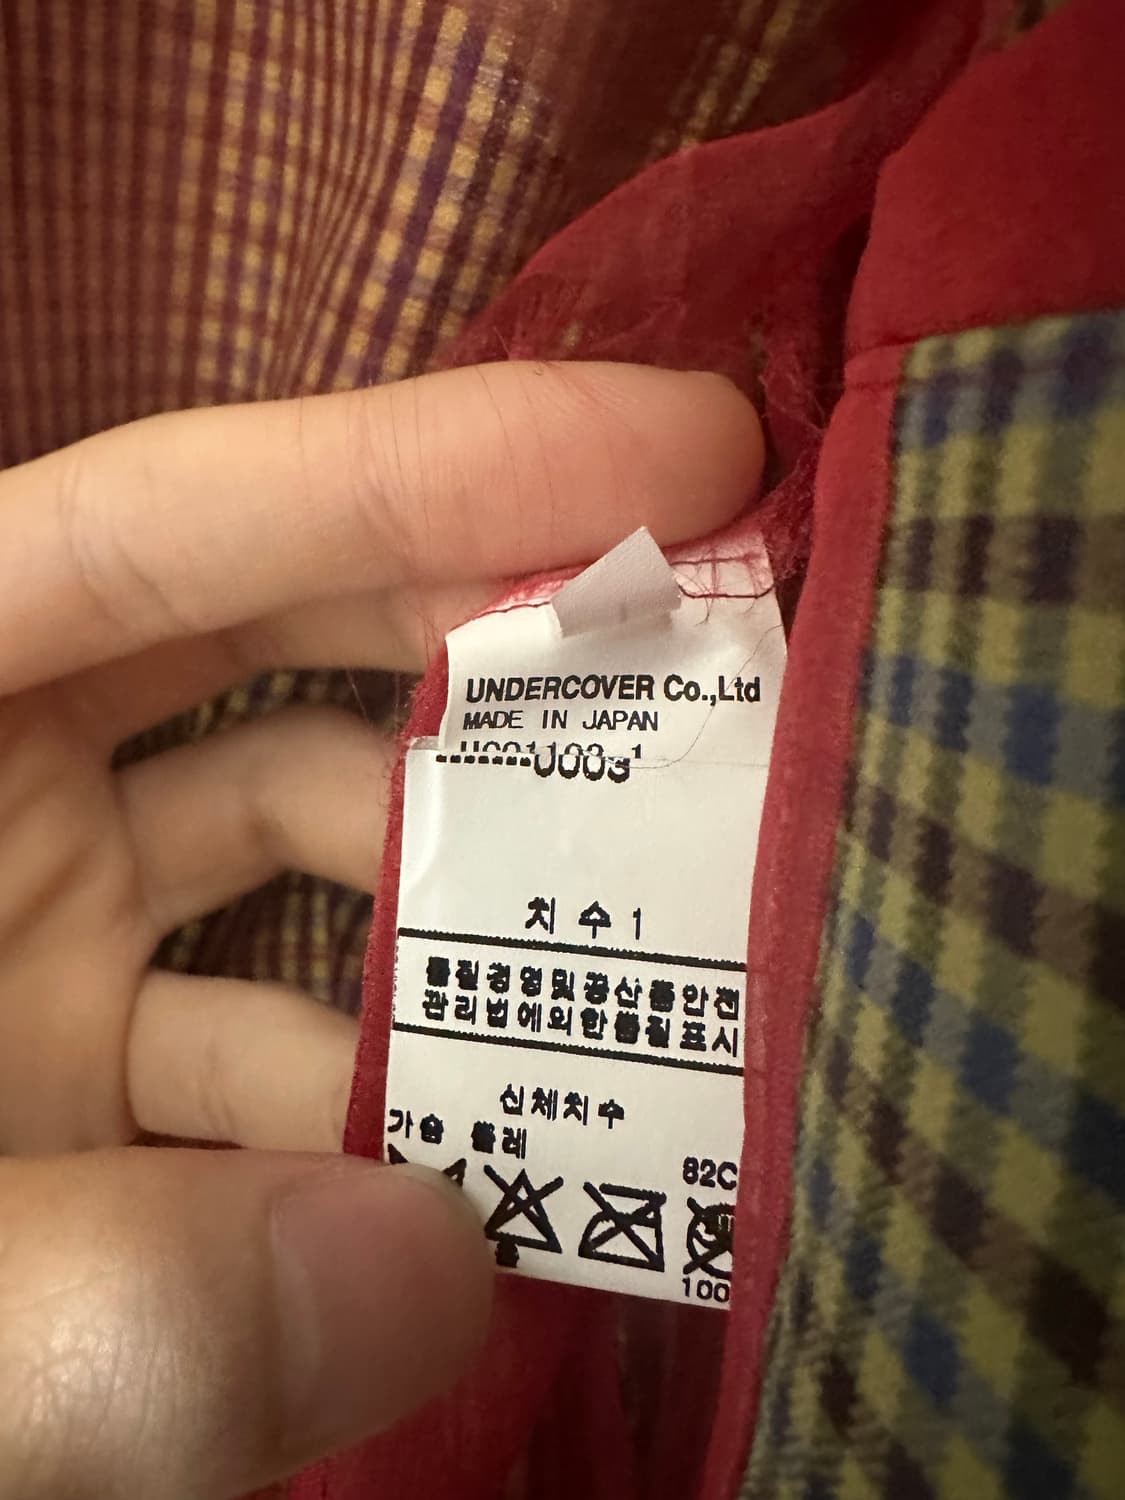 UNDERCOVER Co.,Ltd
MADE IN JAPAN
치 수 1
품질경영및공산품안전
관리법에의한품질표시
신체치수
가슴 둘레
82C
100